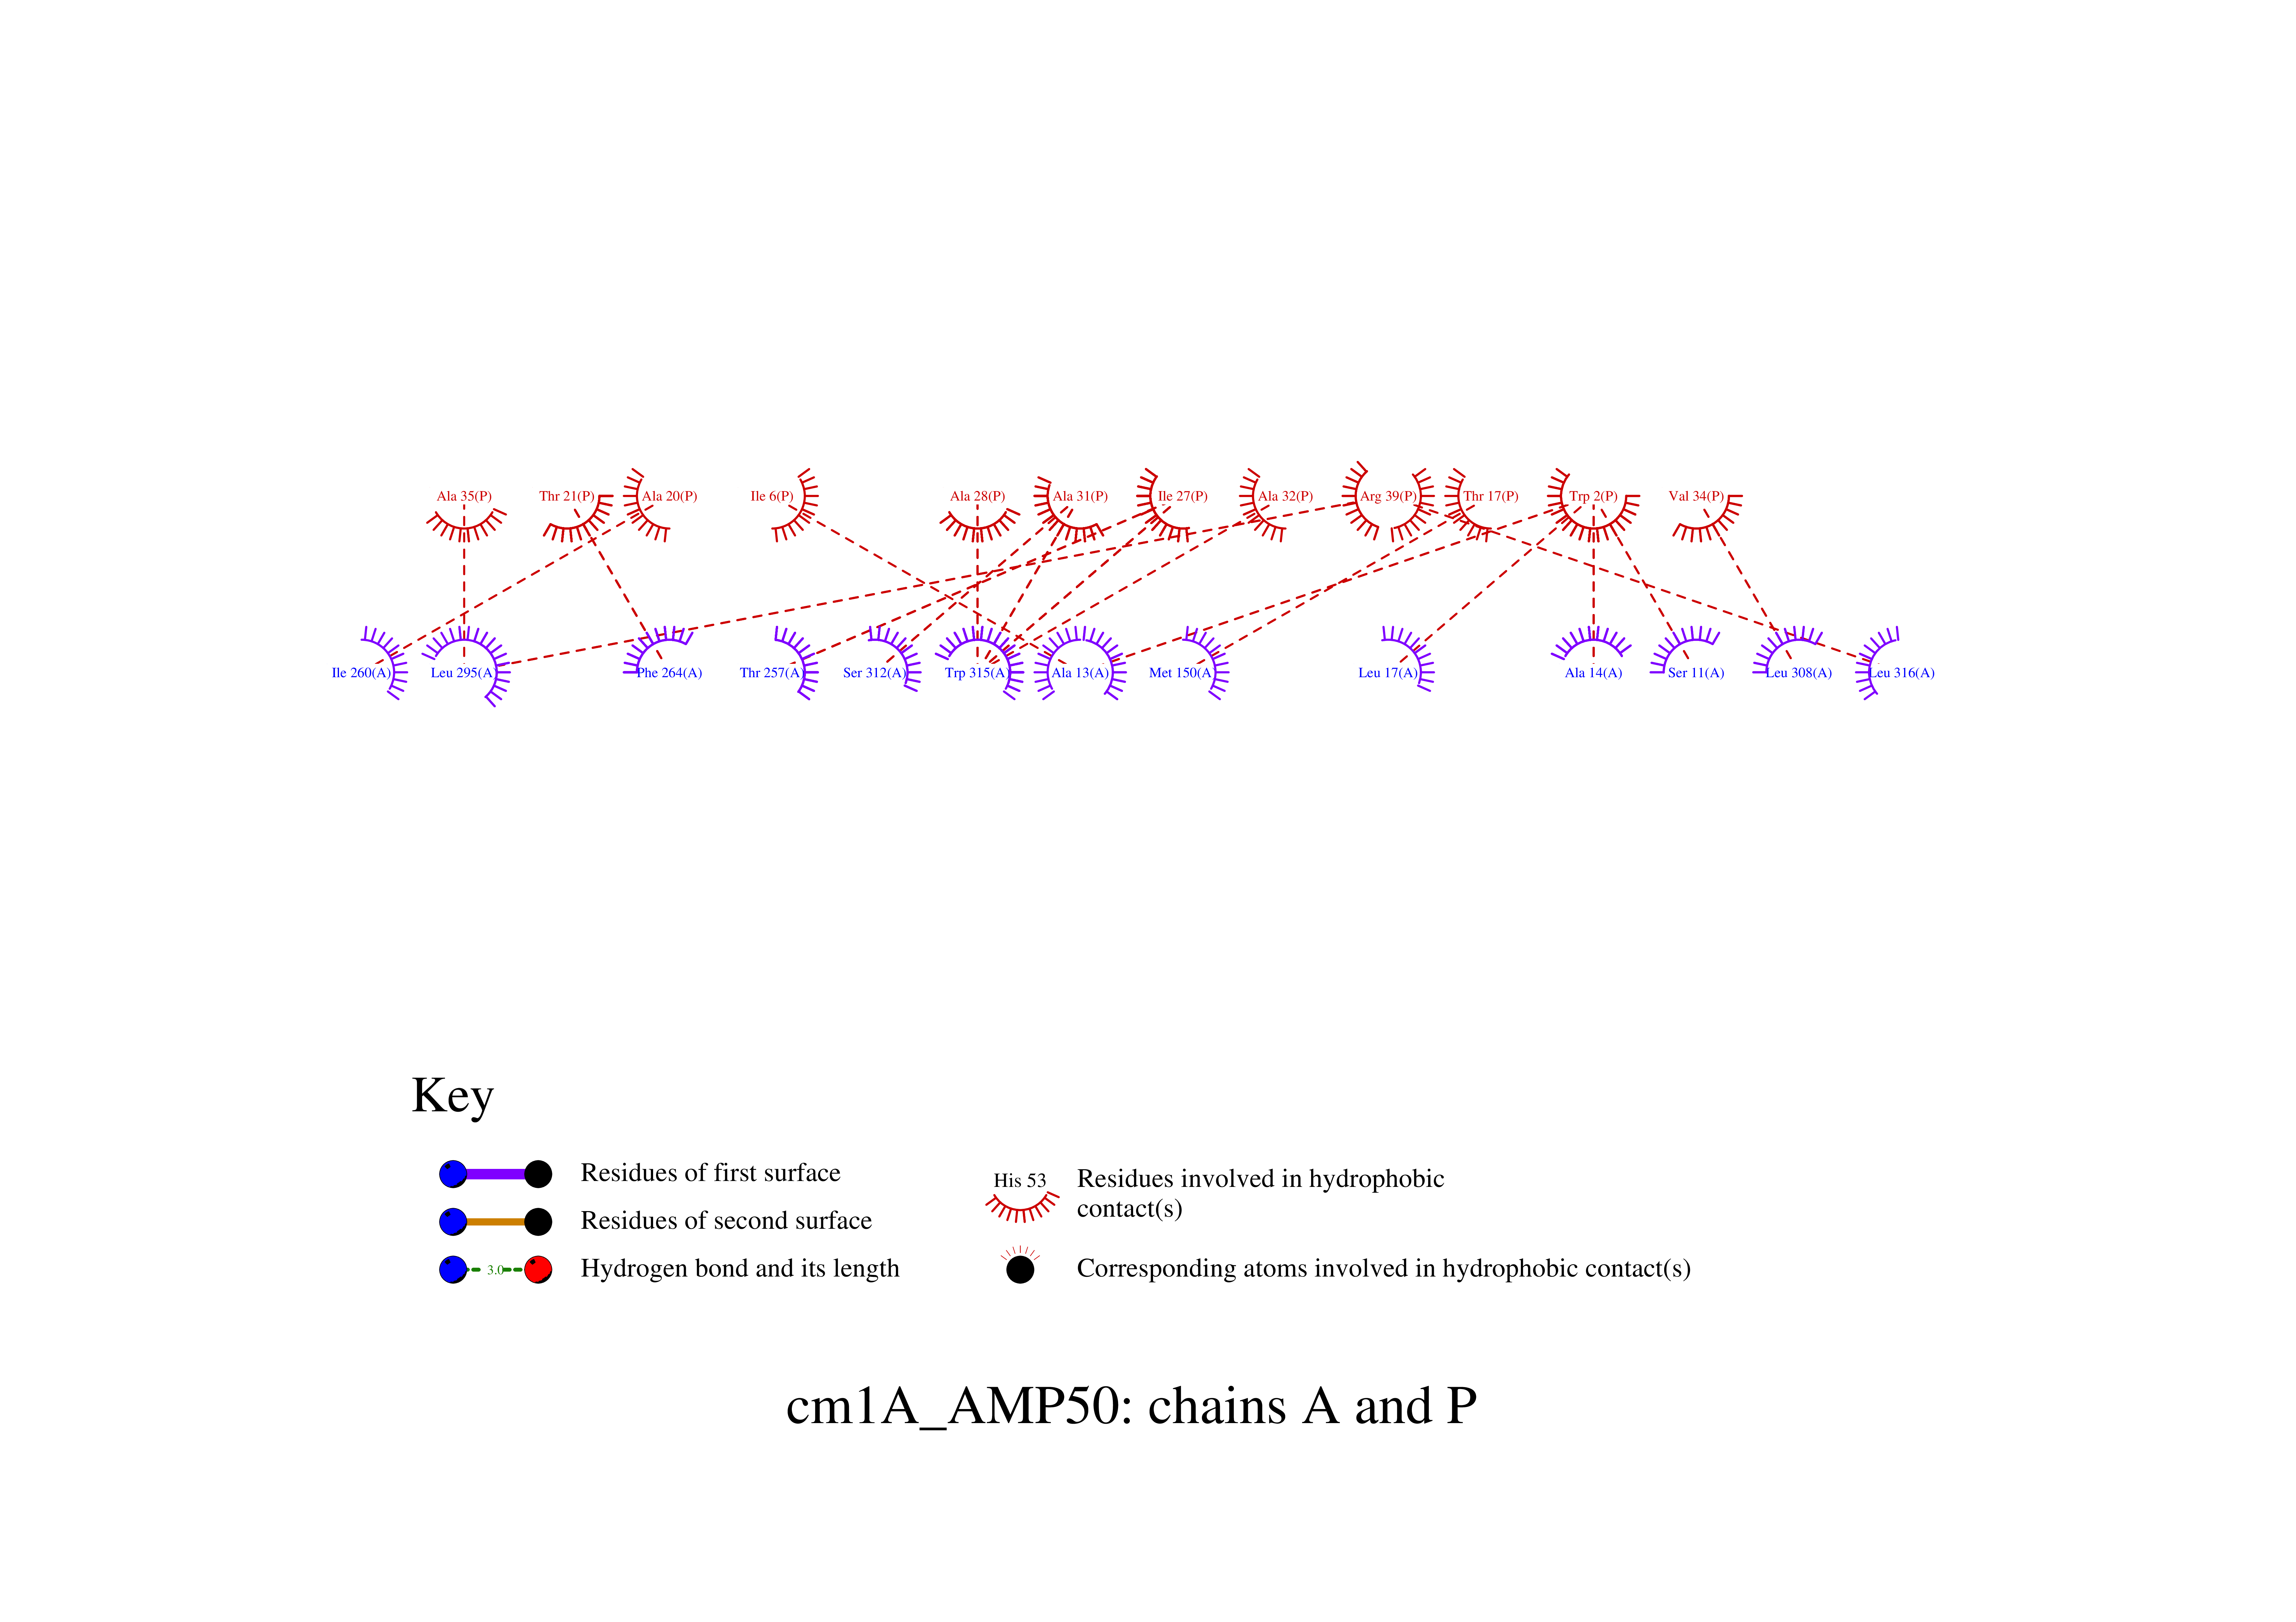 Ala 35(P) Thr 21(P) Ala 20(P) Ile 6(P) Ala 28(P) Ala 31(P) Ile 27(P) Ala 32(P) Arg 39(P) Thr 17(P) Trp 2(P) Val 34(P)
Ile 260(A) Leu 295(A) Phe 264(A) Thr 257(A) Ser 312(A) Trp 315(A) Ala 13(A) Met 150(A) Leu 17(A) Ala 14(A) Ser 11(A) Leu 308(A) Leu 316(A)
Key
Residues of first surface
Residues of second surface
3.0 Hydrogen bond and its length
His 53 Residues involved in hydrophobic
contact(s)
Corresponding atoms involved in hydrophobic contact(s)
cm1A_AMP50: chains A and P